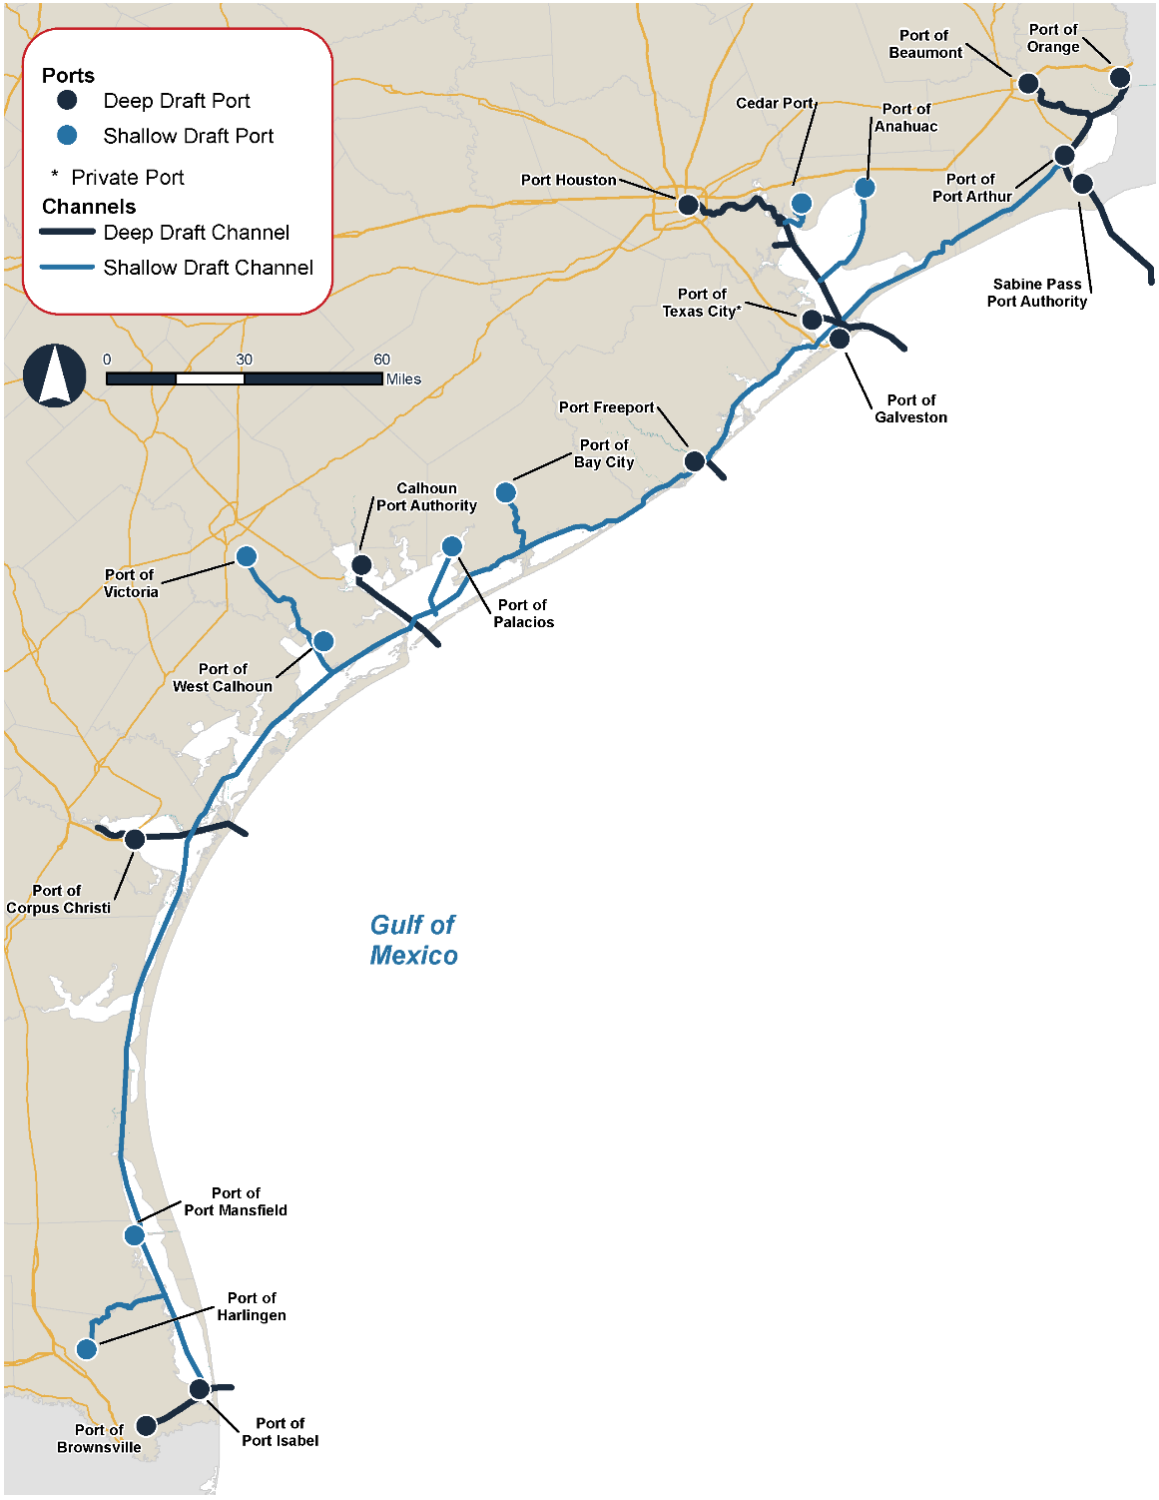 Ports
Deep Draft Port
Shallow Draft Port
* Private Port
Channels
Deep Draft Channel
Shallow Draft Channel
0 30 60
Miles
Port of
Beaumont
Port of
Orange
Cedar Port
Port of
Anahuac
Port Houston
Port of
Port Arthur
Sabine Pass
Port Authority
Port of
Texas City*
Port of
Galveston
Port Freeport
Port of
Bay City
Calhoun
Port Authority
Port of
Victoria
Port of
Palacios
Port of
West Calhoun
Port of
Corpus Christi
Gulf of
Mexico
Port of
Port Mansfield
Port of
Harlingen
Port of
Brownsville
Port of
Port Isabel